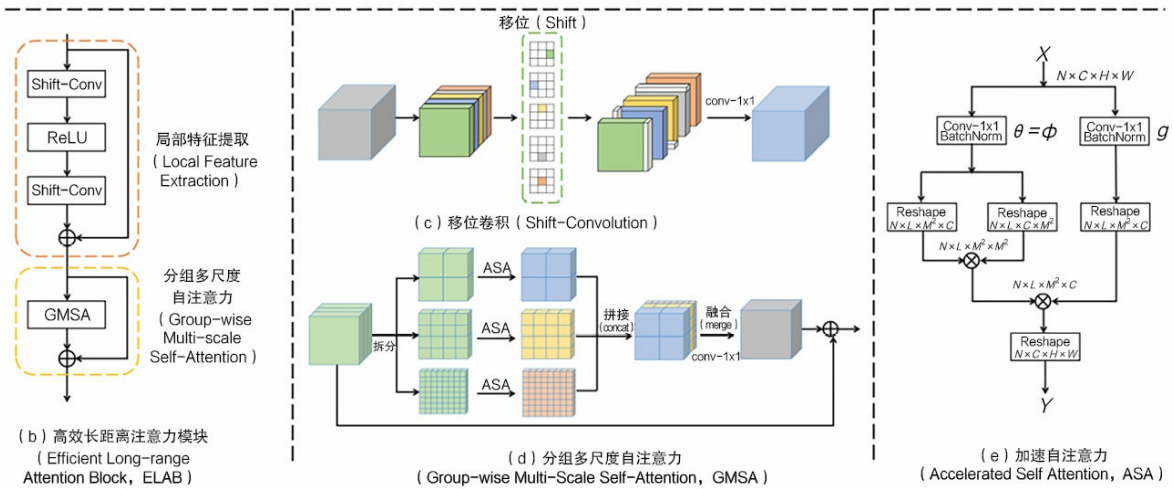 Shift-Conv
ReLU
Shift-Conv
局部特征提取
（Local Feature
Extraction）
GMSA
分组多尺度
自注意力
（Group-wise
Multi-scale
Self-Attention）
（b）高效长距离注意力模块
（Efficient Long-range
Attention Block，ELAB）
移位（Shift）
conv-1x1
（c）移位卷积（Shift-Convolution）
拆分
ASA
ASA
ASA
拼接
(concat)
融合
(merge)
conv-1x1
（d）分组多尺度自注意力
（Group-wise Multi-Scale Self-Attention，GMSA）
X
N×C×H×W
Conv-1x1
BatchNorm
θ=ϕ
Conv-1x1
BatchNorm
g
Reshape
N×L×M²×C
Reshape
N×L×C×M²
Reshape
N×L×M²×C
N×L×M²×M²
N×L×M²×C
Reshape
N×C×H×W
Y
（e）加速自注意力
（Accelerated Self Attention，ASA）